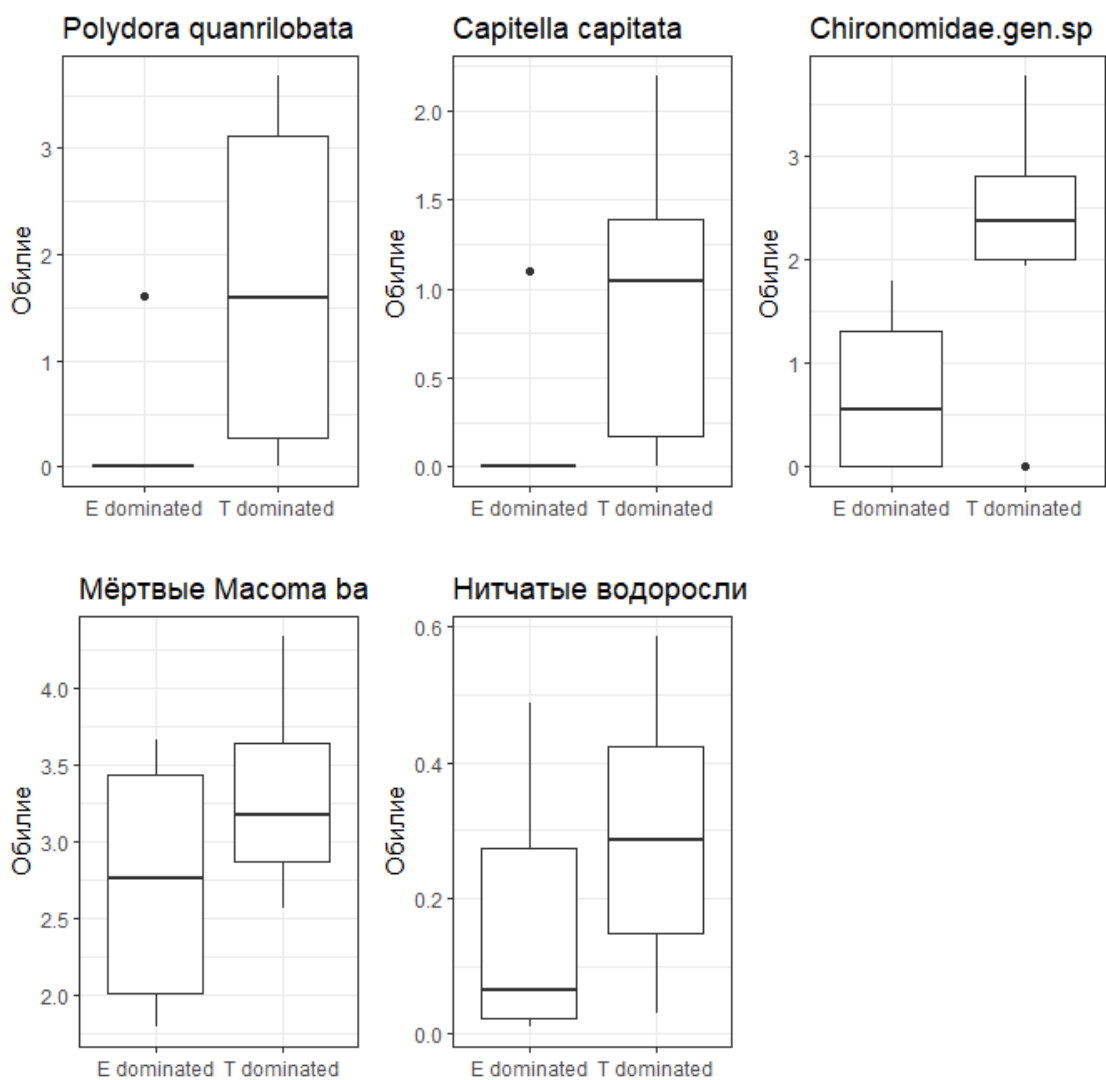 Polydora quanrilobata
Capitella capitata
Chironomidae.gen.sp
Обилие
3
2
1
0
E dominated T dominated
Обилие
2.0
1.5
1.0
0.5
0.0
E dominated T dominated
Обилие
3
2
1
0
E dominated T dominated
Мёртвые Macoma ba
Нитчатые водоросли
Обилие
4.0
3.5
3.0
2.5
2.0
E dominated T dominated
Обилие
0.6
0.4
0.2
0.0
E dominated T dominated